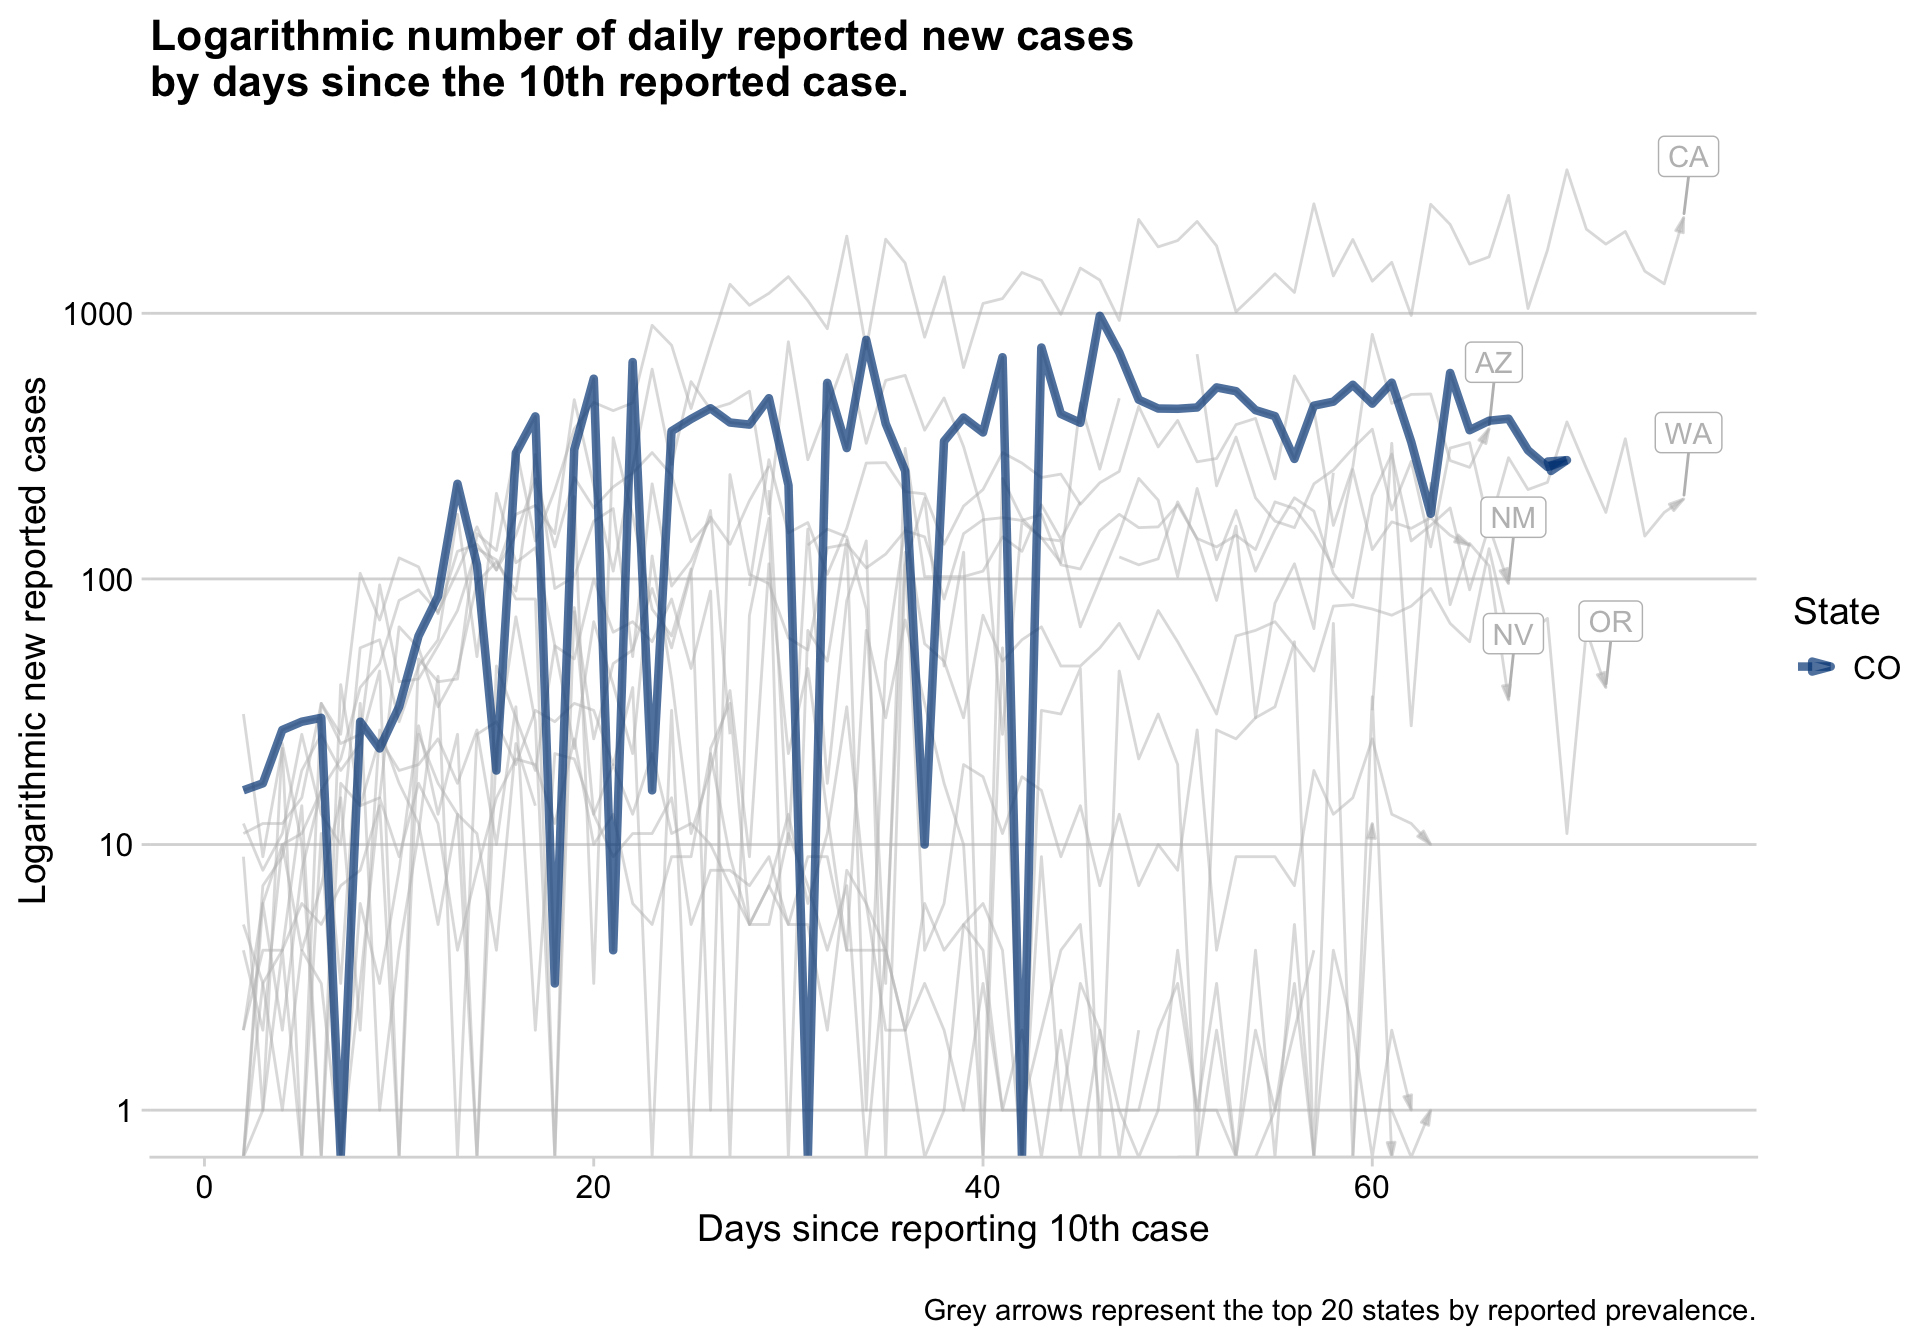 Logarithmic number of daily reported new cases
by days since the 10th reported case.
Logarithmic new reported cases
1000
100
10
1
CA
AZ
WA
NM
NV
OR
State
CO
0
20
40
60
Days since reporting 10th case
Grey arrows represent the top 20 states by reported prevalence.